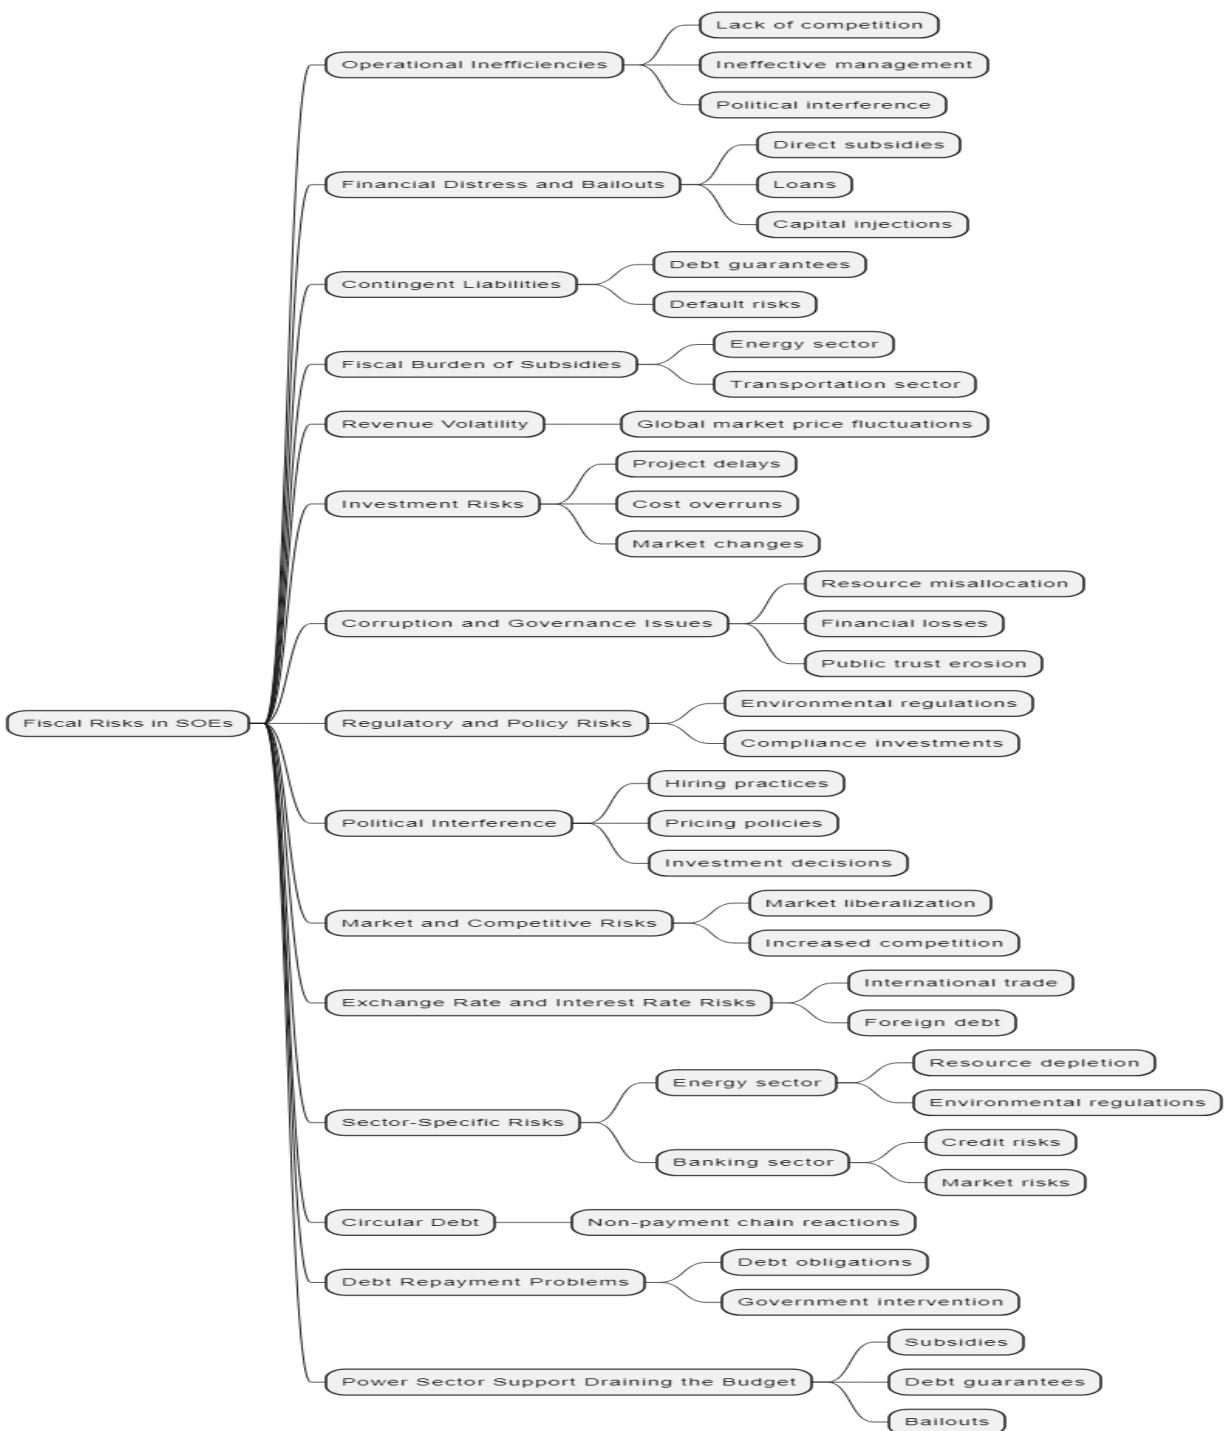 Fiscal Risks in SOEs
Operational Inefficiencies
Lack of competition
Ineffective management
Political interference
Financial Distress and Bailouts
Direct subsidies
Loans
Capital injections
Contingent Liabilities
Debt guarantees
Default risks
Fiscal Burden of Subsidies
Energy sector
Transportation sector
Revenue Volatility
Global market price fluctuations
Investment Risks
Project delays
Cost overruns
Market changes
Corruption and Governance Issues
Resource misallocation
Financial losses
Public trust erosion
Regulatory and Policy Risks
Environmental regulations
Compliance investments
Political Interference
Hiring practices
Pricing policies
Investment decisions
Market and Competitive Risks
Market liberalization
Increased competition
Exchange Rate and Interest Rate Risks
International trade
Foreign debt
Sector-Specific Risks
Energy sector
Resource depletion
Environmental regulations
Banking sector
Credit risks
Market risks
Circular Debt
Non-payment chain reactions
Debt Repayment Problems
Debt obligations
Government intervention
Power Sector Support Draining the Budget
Subsidies
Debt guarantees
Bailouts